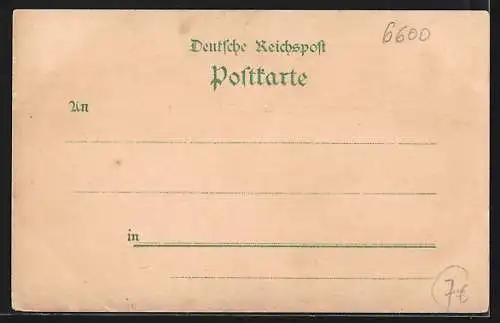 6600
Deutsche Reichspost
Postkarte
An
in
7€